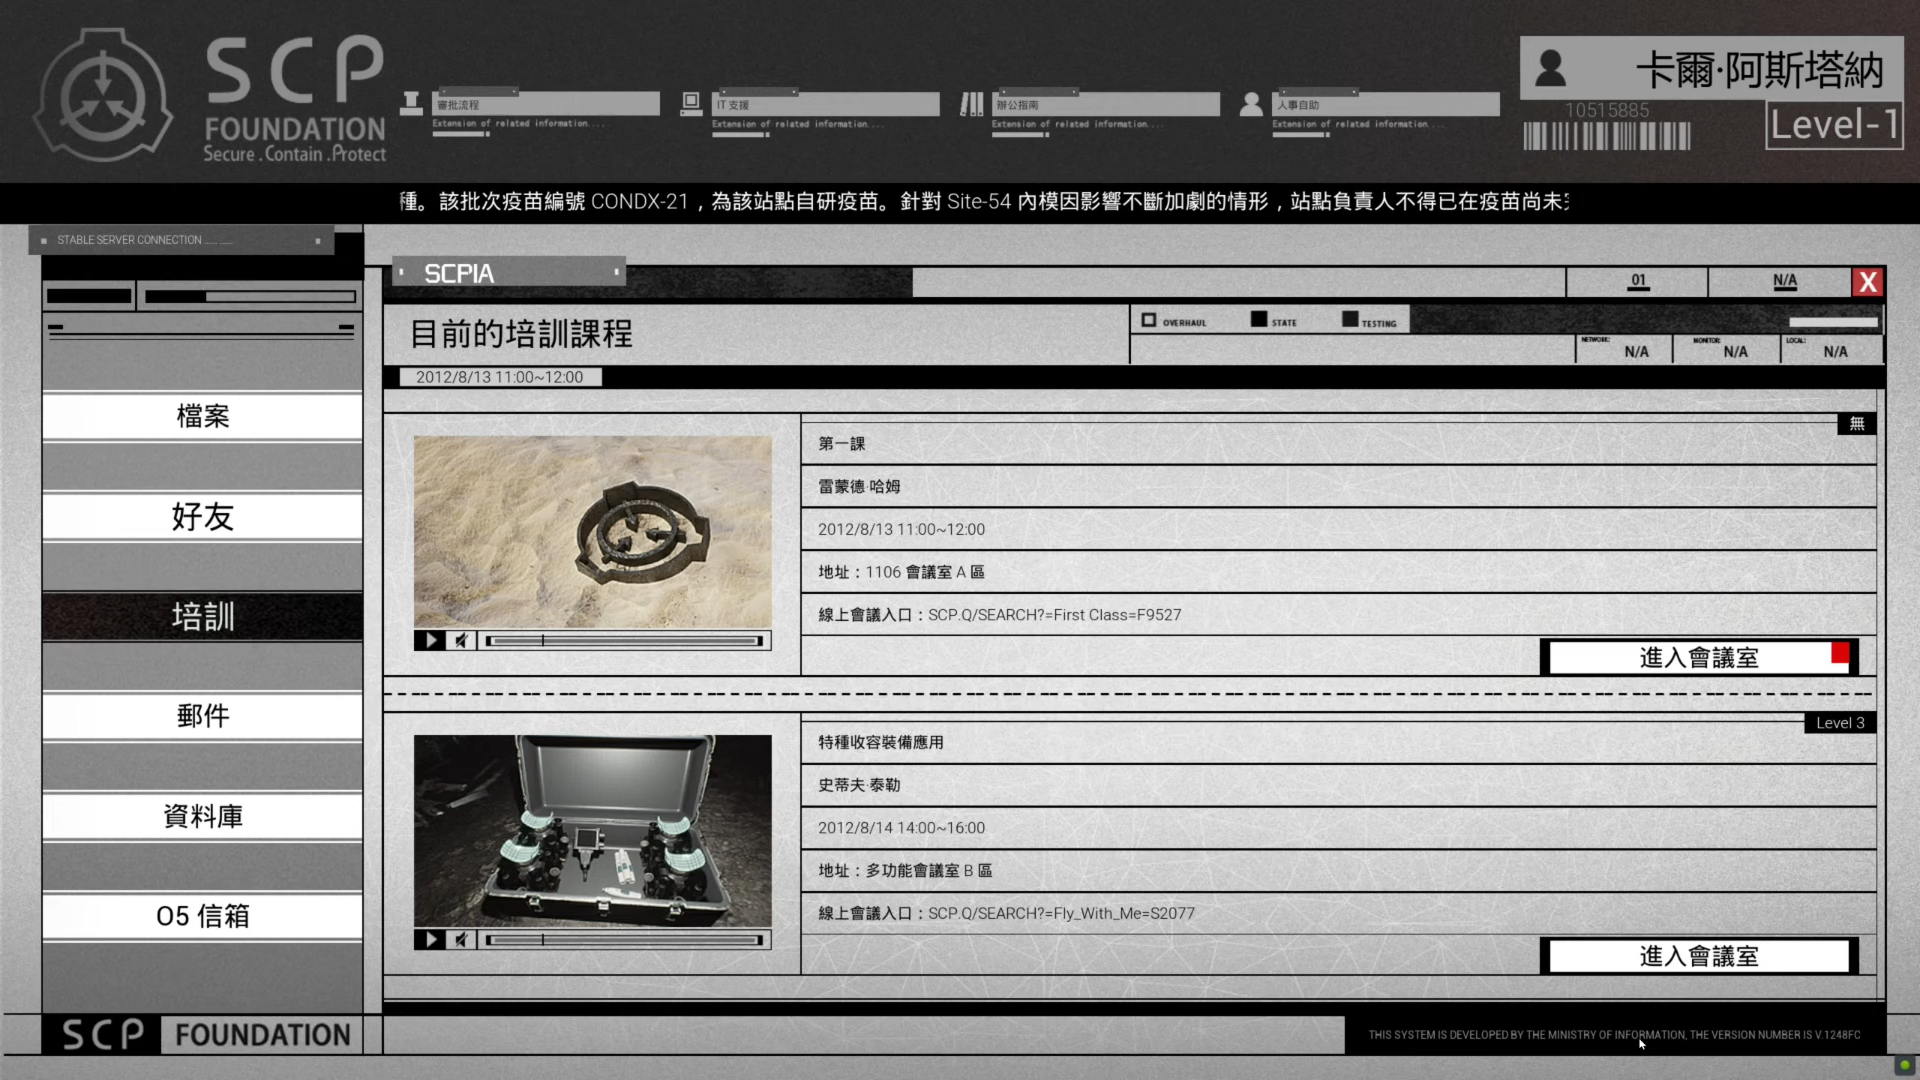 SCP
FOUNDATION
Secure.Contain.Protect
審批流程
Extension of related information....
IT 支援
Extension of related information....
辦公指南
Extension of related information....
人事自助
Extension of related information....
卡爾·阿斯塔納
10515885
Level-1
種。該批次疫苗編號 CONDX-21，為該站點自研疫苗。針對 Site-54 內模因影響不斷加劇的情形，站點負責人不得已在疫苗尚未
STABLE SERVER CONNECTION ...... ......
SCPIA
01
N/A
X
目前的培訓課程
OVERHAUL
STATE
TESTING
NETWORK:
N/A
MONITOR:
N/A
LOCAL:
N/A
2012/8/13 11:00~12:00
檔案
好友
培訓
郵件
資料庫
O5 信箱
無
第一課
雷蒙德·哈姆
2012/8/13 11:00~12:00
地址：1106 會議室 A 區
線上會議入口：SCP.Q/SEARCH?=First Class=F9527
進入會議室
Level 3
特種收容裝備應用
史蒂夫·泰勒
2012/8/14 14:00~16:00
地址：多功能會議室 B 區
線上會議入口：SCP.Q/SEARCH?=Fly_With_Me=S2077
進入會議室
SCP FOUNDATION
THIS SYSTEM IS DEVELOPED BY THE MINISTRY OF INFORMATION, THE VERSION NUMBER IS V.1248FC